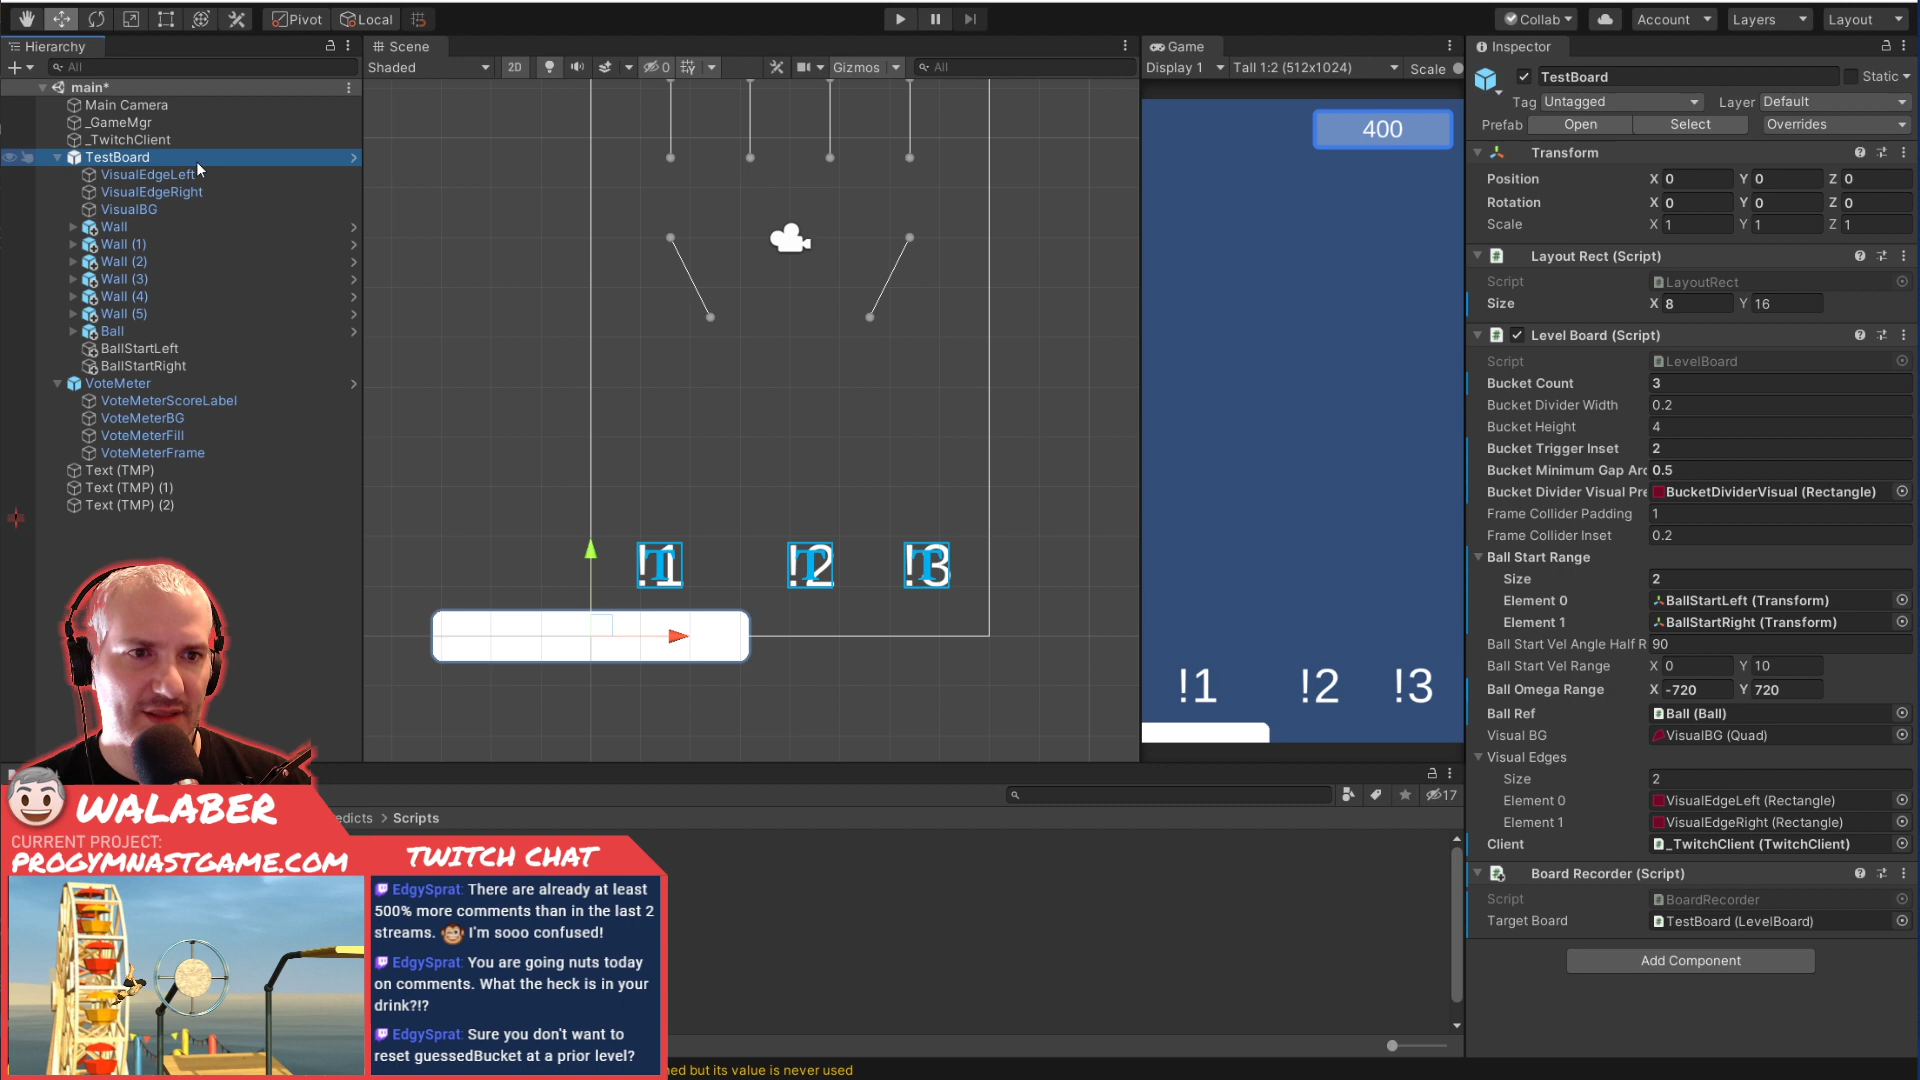 Pivot Local
Collab Account Layers Layout
Hierarchy
All
main*
Main Camera
_GameMgr
_TwitchClient
TestBoard
VisualEdgeLeft
VisualEdgeRight
VisualBG
Wall
Wall (1)
Wall (2)
Wall (3)
Wall (4)
Wall (5)
Ball
BallStartLeft
BallStartRight
VoteMeter
VoteMeterScoreLabel
VoteMeterBG
VoteMeterFill
VoteMeterFrame
Text (TMP)
Text (TMP) (1)
Text (TMP) (2)
Scene
Shaded 2D 0 Gizmos All
!1 !2 !3
Game
Display 1 Tall 1:2 (512x1024) Scale
400
!1 !2 !3
Inspector
TestBoard Static
Tag Untagged Layer Default
Prefab Open Select Overrides
Transform
Position X 0 Y 0 Z 0
Rotation X 0 Y 0 Z 0
Scale X 1 Y 1 Z 1
Layout Rect (Script)
Script LayoutRect
Size X 8 Y 16
Level Board (Script)
Script LevelBoard
Bucket Count 3
Bucket Divider Width 0.2
Bucket Height 4
Bucket Trigger Inset 2
Bucket Minimum Gap Arc 0.5
Bucket Divider Visual Pre BucketDividerVisual (Rectangle)
Frame Collider Padding 1
Frame Collider Inset 0.2
Ball Start Range
Size 2
Element 0 BallStartLeft (Transform)
Element 1 BallStartRight (Transform)
Ball Start Vel Angle Half R 90
Ball Start Vel Range X 0 Y 10
Ball Omega Range X -720 Y 720
Ball Ref Ball (Ball)
Visual BG VisualBG (Quad)
Visual Edges
Size 2
Element 0 VisualEdgeLeft (Rectangle)
Element 1 VisualEdgeRight (Rectangle)
Client _TwitchClient (TwitchClient)
Board Recorder (Script)
Script BoardRecorder
Target Board TestBoard (LevelBoard)
Add Component
17
edicts > Scripts
WALABER
CURRENT PROJECT:
PROGYMNASTGAME.COM
TWITCH CHAT
EdgySprat: There are already at least
500% more comments than in the last 2
streams. I'm sooo confused!
EdgySprat: You are going nuts today
on comments. What the heck is in your
drink?!?
EdgySprat: Sure you don't want to
reset guessedBucket at a prior level?
ned but its value is never used